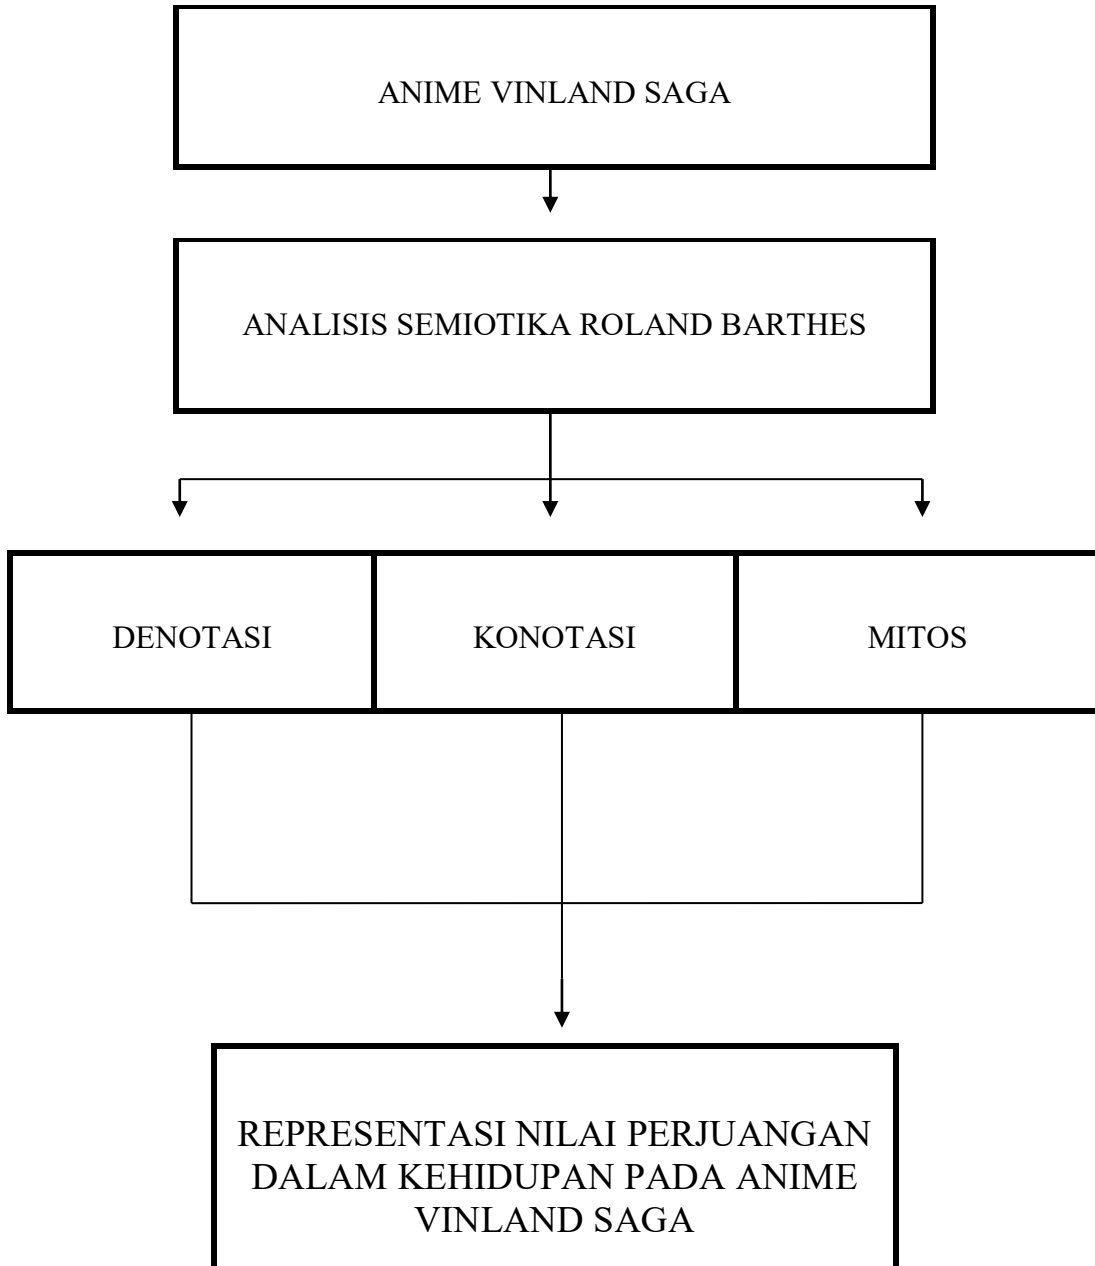 ANIME VINLAND SAGA
ANALISIS SEMIOTIKA ROLAND BARTHES
DENOTASI
KONOTASI
MITOS
REPRESENTASI NILAI PERJUANGAN
DALAM KEHIDUPAN PADA ANIME
VINLAND SAGA